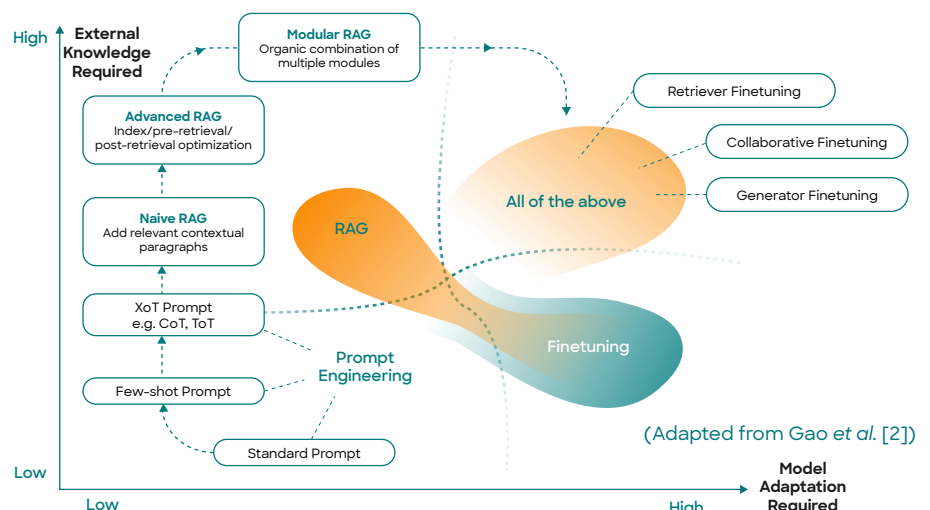 High
External
Knowledge
Required
Modular RAG
Organic combination of
multiple modules
Advanced RAG
Index/pre-retrieval/
post-retrieval optimization
Retriever Finetuning
Collaborative Finetuning
Generator Finetuning
All of the above
Naive RAG
Add relevant contextual
paragraphs
RAG
XoT Prompt
e.g. CoT, ToT
Finetuning
Prompt
Engineering
Few-shot Prompt
Standard Prompt
(Adapted from Gao et al. [2])
Low
Low
High
Model
Adaptation
Required